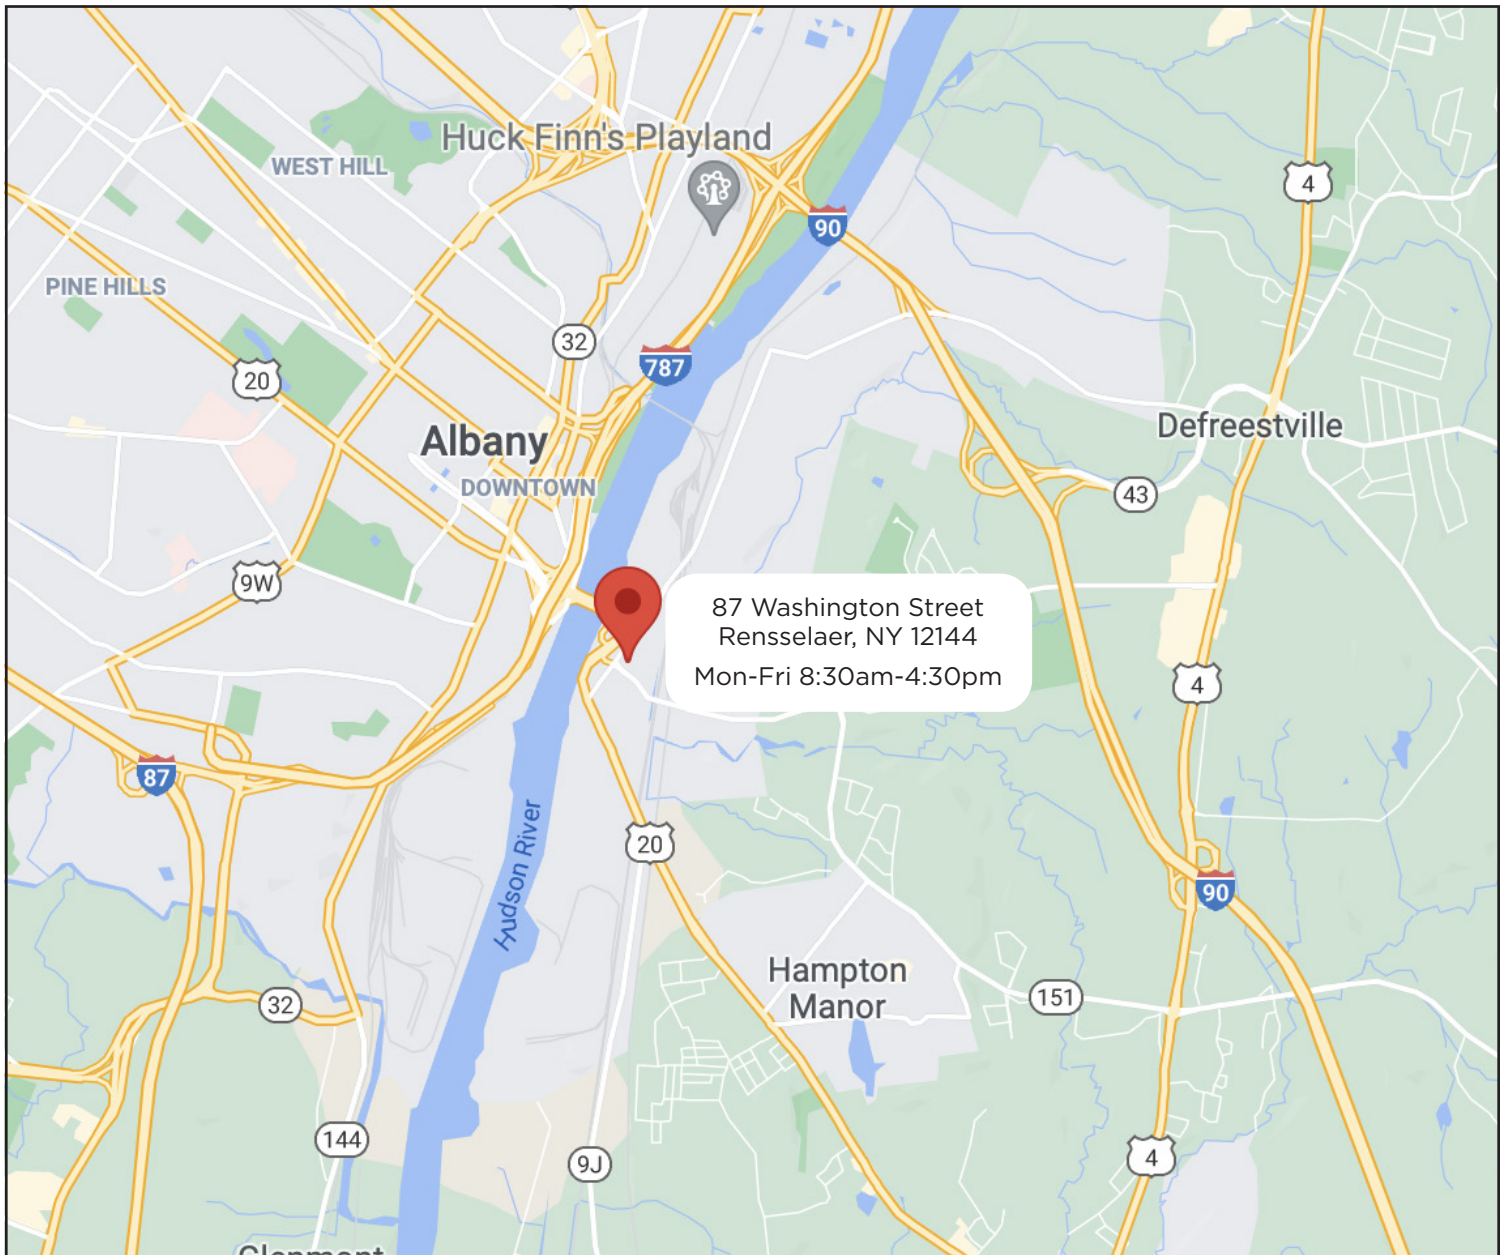 Huck Finn's Playland
WEST HILL
4
90
PINE HILLS
32
787
20
Albany
Defreestville
DOWNTOWN
43
9W
87 Washington Street
Rensselaer, NY 12144
Mon-Fri 8:30am-4:30pm
4
87
Hudson River
20
90
Hampton
Manor
32
151
144
9J
4
Glenmont